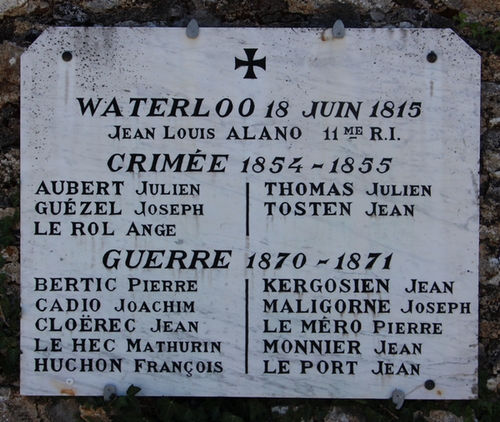 WATERLOO 18 JUIN 1815
JEAN LOUIS ALANO 11ME R.I.
CRIMÉE 1854-1855
AUBERT JULIEN
GUÉZEL JOSEPH
LE ROL ANGE
THOMAS JULIEN
TOSTEN JEAN
GUERRE 1870-1871
BERTIC PIERRE
CADIO JOACHIM
CLOËREC JEAN
LE HEC MATHURIN
HUCHON FRANÇOIS
KERGOSIEN JEAN
MALIGORNE JOSEPH
LE MÉRO PIERRE
MONNIER JEAN
LE PORT JEAN